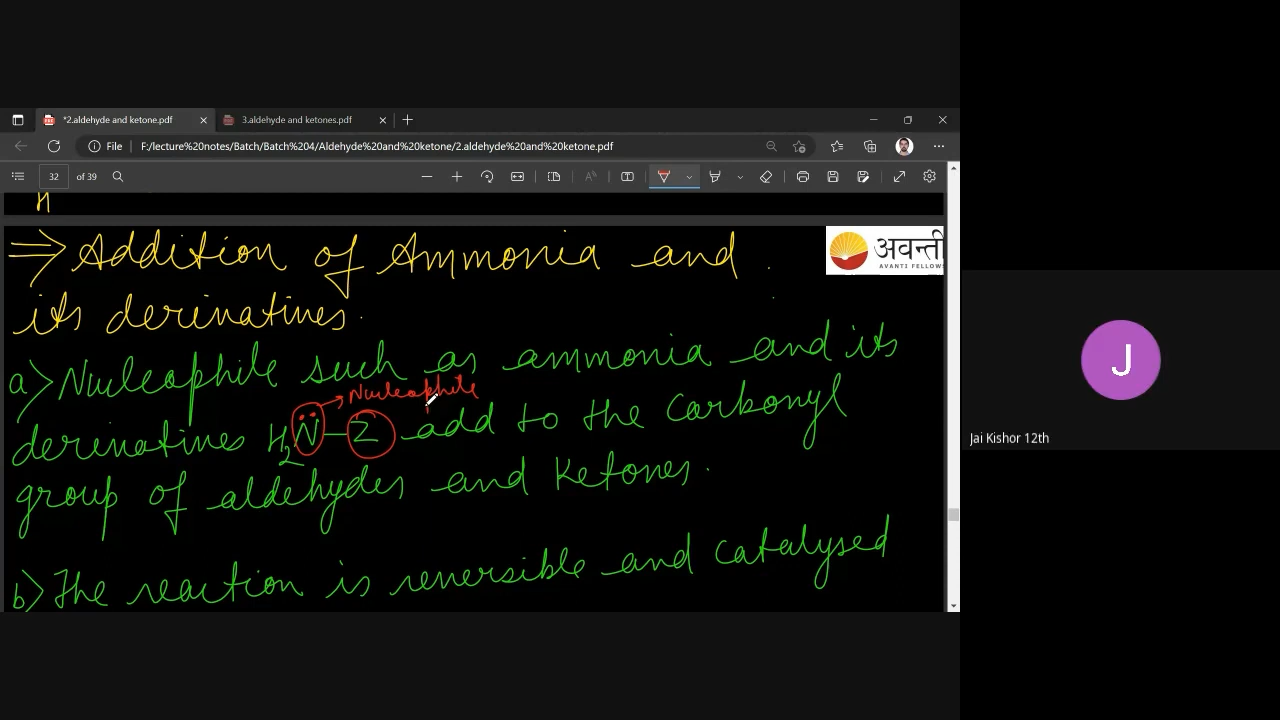 *2.aldehyde and ketone.pdf
3.aldehyde and ketones.pdf
File
F:/lecture%20notes/Batch/Batch%204/Aldehyde%20and%20ketone/2.aldehyde%20and%20ketone.pdf
32 of 39
H
⇒ Addition of Ammonia and
its derivatives.
अवन्ती
AVANTI FELLOWS
a> Nucleophile such as ammonia and its
→ Nucleophile
derivatives H₂N̈–Z add to the carbonyl
group of aldehydes and Ketones.
b> The reaction is reversible and catalysed
J
Jai Kishor 12th